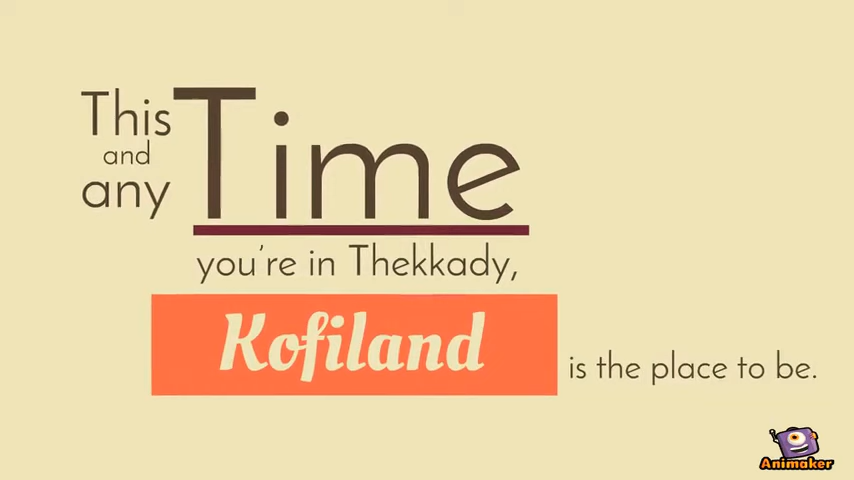 This
and
any Time
you're in Thekkady,
Kofiland
is the place to be.
Animaker